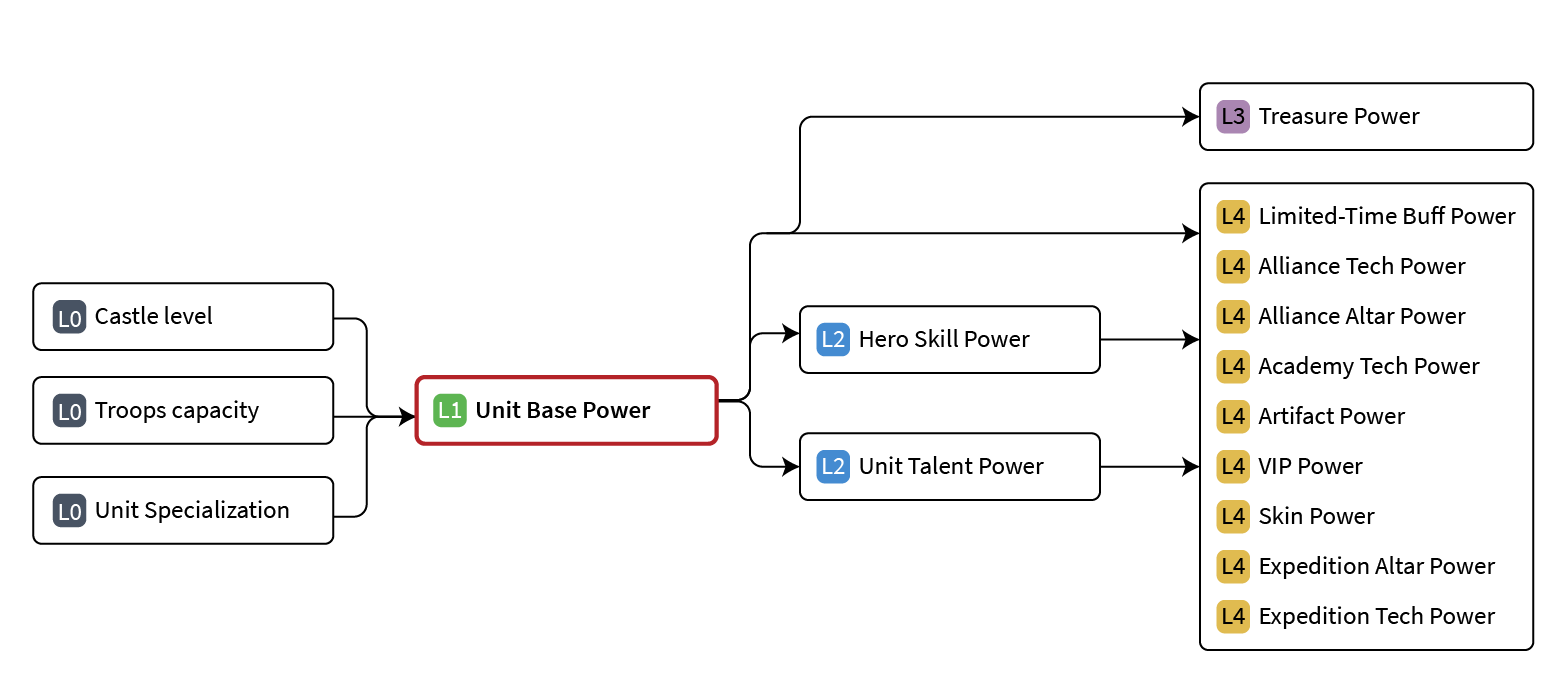 L0 Castle level
L0 Troops capacity
L0 Unit Specialization
L1 Unit Base Power
L2 Hero Skill Power
L2 Unit Talent Power
L3 Treasure Power
L4 Limited-Time Buff Power
L4 Alliance Tech Power
L4 Alliance Altar Power
L4 Academy Tech Power
L4 Artifact Power
L4 VIP Power
L4 Skin Power
L4 Expedition Altar Power
L4 Expedition Tech Power